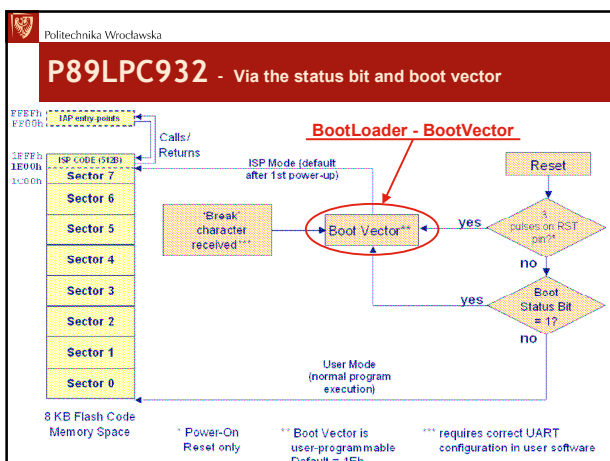 Politechnika Wrocławska
P89LPC932 - Via the status bit and boot vector
FFEFh
FF00h
IAP entry-points
Calls/
Returns
BootLoader - BootVector
1FFFh
1E00h
1C00h
ISP CODE (512B)
Sector 7
Sector 6
Sector 5
Sector 4
Sector 3
Sector 2
Sector 1
Sector 0
ISP Mode (default
after 1st power-up)
Reset
'Break'
character
received***
Boot Vector**
yes
3
pulses on RST
pin?*
no
yes
Boot
Status Bit
= 1?
no
User Mode
(normal program
execution)
8 KB Flash Code
Memory Space
* Power-On
Reset only
** Boot Vector is
user-programmable
Default = 1Eh
*** requires correct UART
configuration in user software